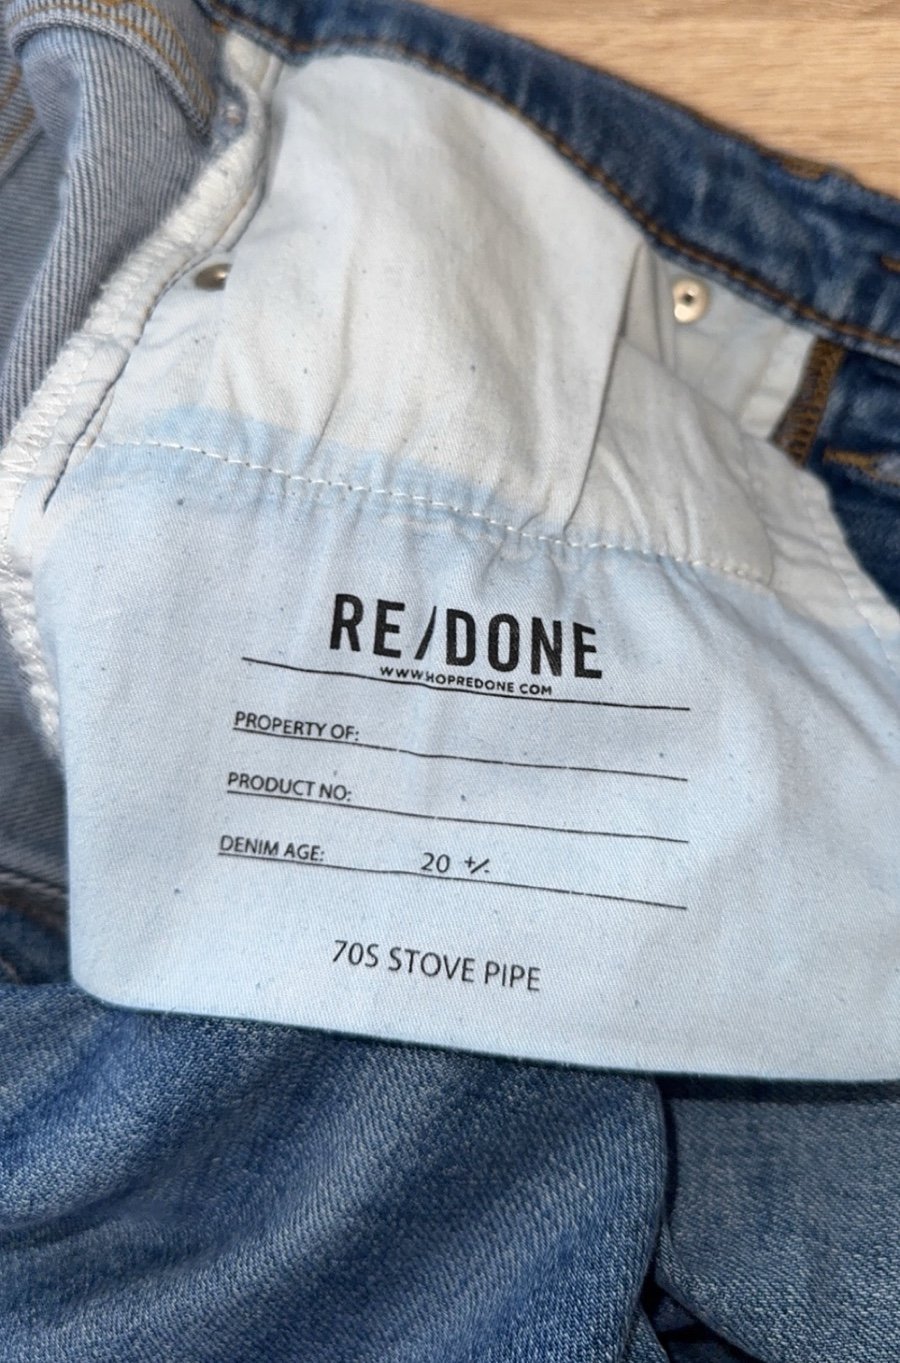 RE/DONE
WWW.HOPREDONE.COM
PROPERTY OF:
PRODUCT NO:
DENIM AGE: 20 +/-
70S STOVE PIPE